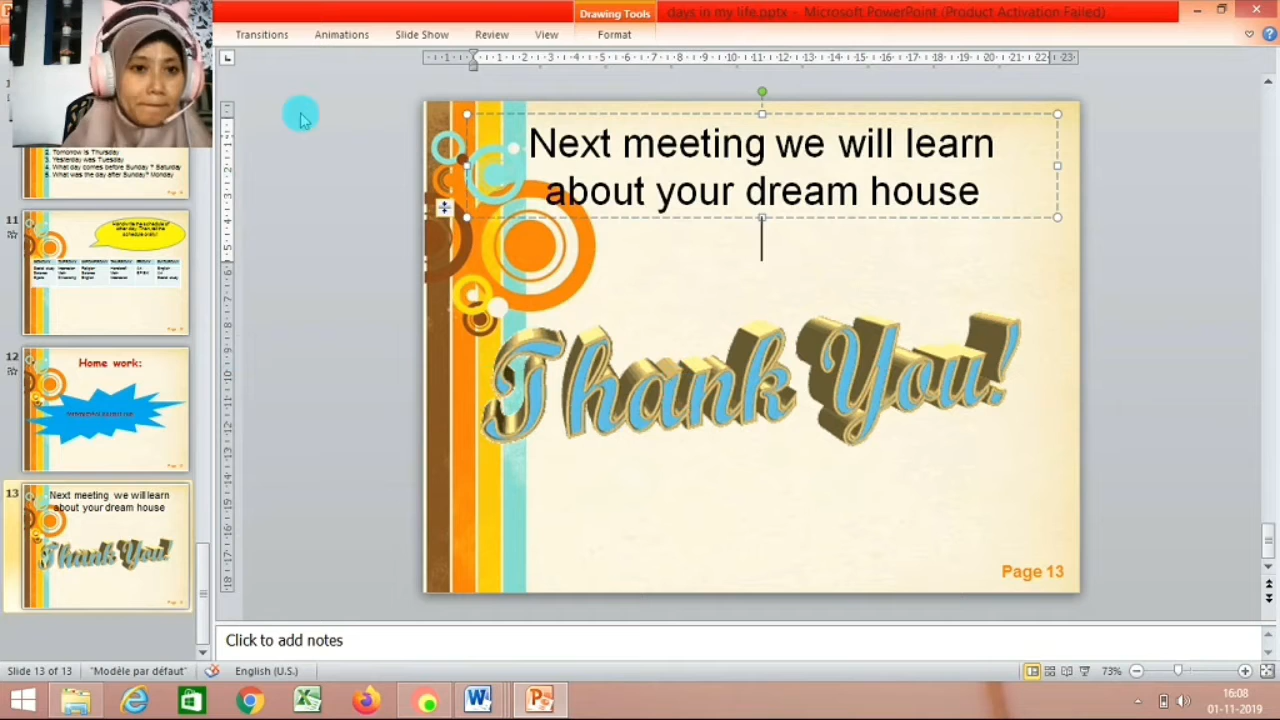 Drawing Tools
days in my life.pptx - Microsoft PowerPoint (Product Activation Failed)
Transitions Animations Slide Show Review View Format
2. Tomorrow is Thursday
3. Yesterday was Tuesday
4. What day comes before Sunday ? Saturday
5. What was the day after Sunday? Monday
11
12
Home work:
13
Next meeting we will learn
about your dream house
Thank You!
Next meeting we will learn
about your dream house
Thank You!
Page 13
Click to add notes
Slide 13 of 13 "Modèle par défaut" English (U.S.) 73%
16:08
01-11-2019